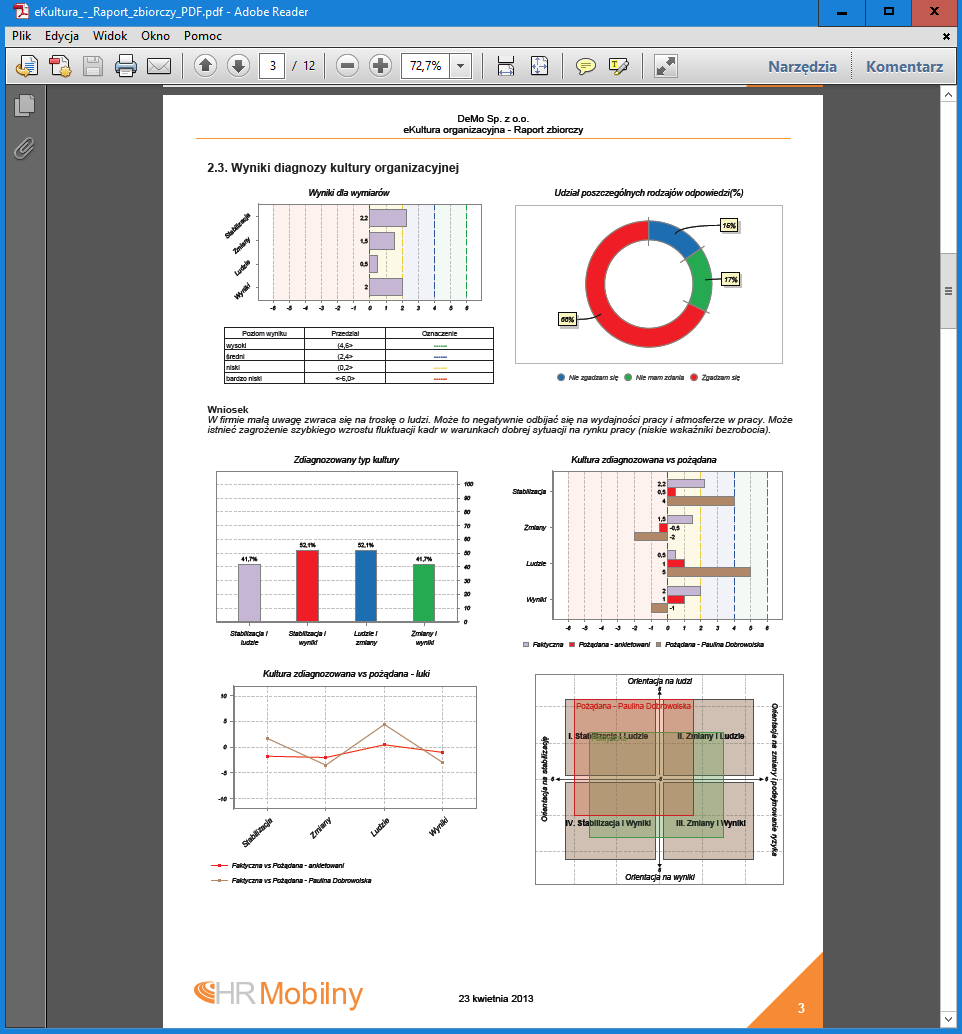 eKultura_-_Raport_zbiorczy_PDF.pdf - Adobe Reader
Plik Edycja Widok Okno Pomoc
3 / 12 72,7% Narzędzia Komentarz
DeMo Sp. z o.o.
eKultura organizacyjna - Raport zbiorczy
2.3. Wyniki diagnozy kultury organizacyjnej
Wyniki dla wymiarów
Stabilizacja 2,2
Zmiany 1,5
Ludzie 0,5
Wyniki 2
-6 -5 -4 -3 -2 -1 0 1 2 3 4 5 6
Poziom wyniku Przedział Oznaczenie
wysoki (4,6> ------
średni (2,4> ------
niski (0,2> ------
bardzo niski <-6,0> ------
Udział poszczególnych rodzajów odpowiedzi(%)
17%
66%
Nie zgadzam się Nie mam zdania Zgadzam się
Wniosek
W firmie małą uwagę zwraca się na troskę o ludzi. Może to negatywnie odbijać się na wydajności pracy i atmosferze w pracy. Może
istnieć zagrożenie szybkiego wzrostu fluktuacji kadr w warunkach dobrej sytuacji na rynku pracy (niskie wskaźniki bezrobocia).
Zdiagnozowany typ kultury
100
90
80
70
60
50
40
30
20
10
0
41,7% 52,1% 52,1% 41,7%
Stabilizacja i Stabilizacja i Ludzie i Zmiany i
ludzie wyniki zmiany wyniki
Kultura zdiagnozowana vs pożądana
Stabilizacja 2,2 0,5 4
Zmiany 1,5 -0,5 -2
Ludzie 0,5 1 5
Wyniki 2 1 -1
-6 -5 -4 -3 -2 -1 0 1 2 3 4 5 6
Faktyczna Pożądana - ankietowani Pożądana - Paulina Dobrowolska
Kultura zdiagnozowana vs pożądana - luki
10
5
0
-5
-10
Stabilizacja Zmiany Ludzie Wyniki
Faktyczna vs Pożądana - ankietowani
Faktyczna vs Pożądana - Paulina Dobrowolska
Orientacja na ludzi
6
Pożądana - Paulina Dobrowolska
I. Stabilizacja i Ludzie II. Zmiany i Ludzie
Orientacja na stabilizację
6 6
Orientacja na zmiany i podejmowanie ryzyka
IV. Stabilizacja i Wyniki III. Zmiany i Wyniki
6
Orientacja na wyniki
HR Mobilny
23 kwietnia 2013
3